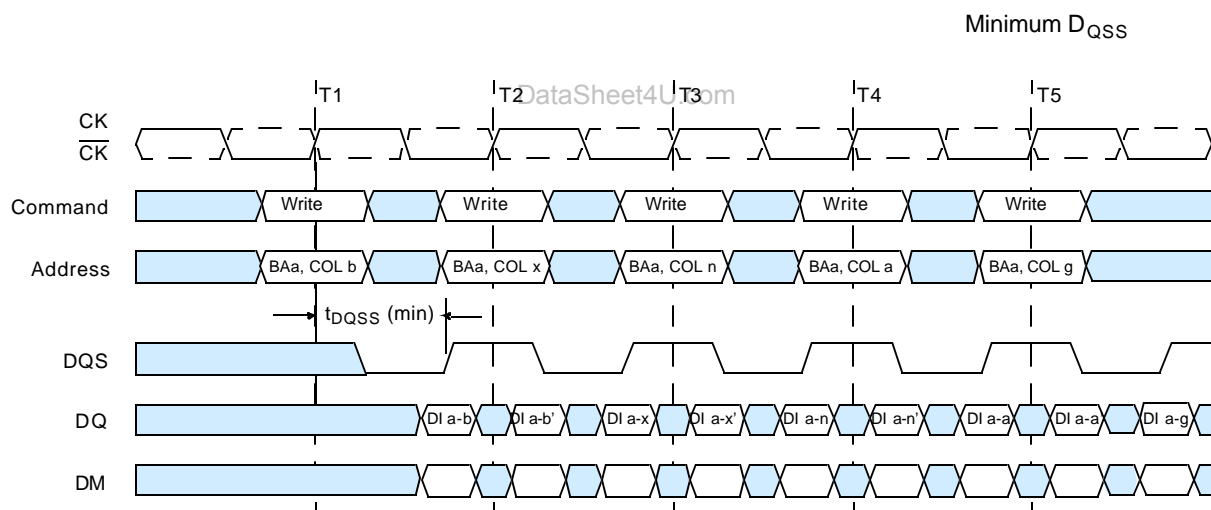 Minimum DQSS
T1 T2 T3 T4 T5
DataSheet4U.com
CK
CK
Command Write Write Write Write Write
Address BAa, COL b BAa, COL x BAa, COL n BAa, COL a BAa, COL g
tDQSS (min)
DQS
DQ DI a-b DI a-b’ DI a-x DI a-x’ DI a-n DI a-n’ DI a-a DI a-a DI a-g
DM